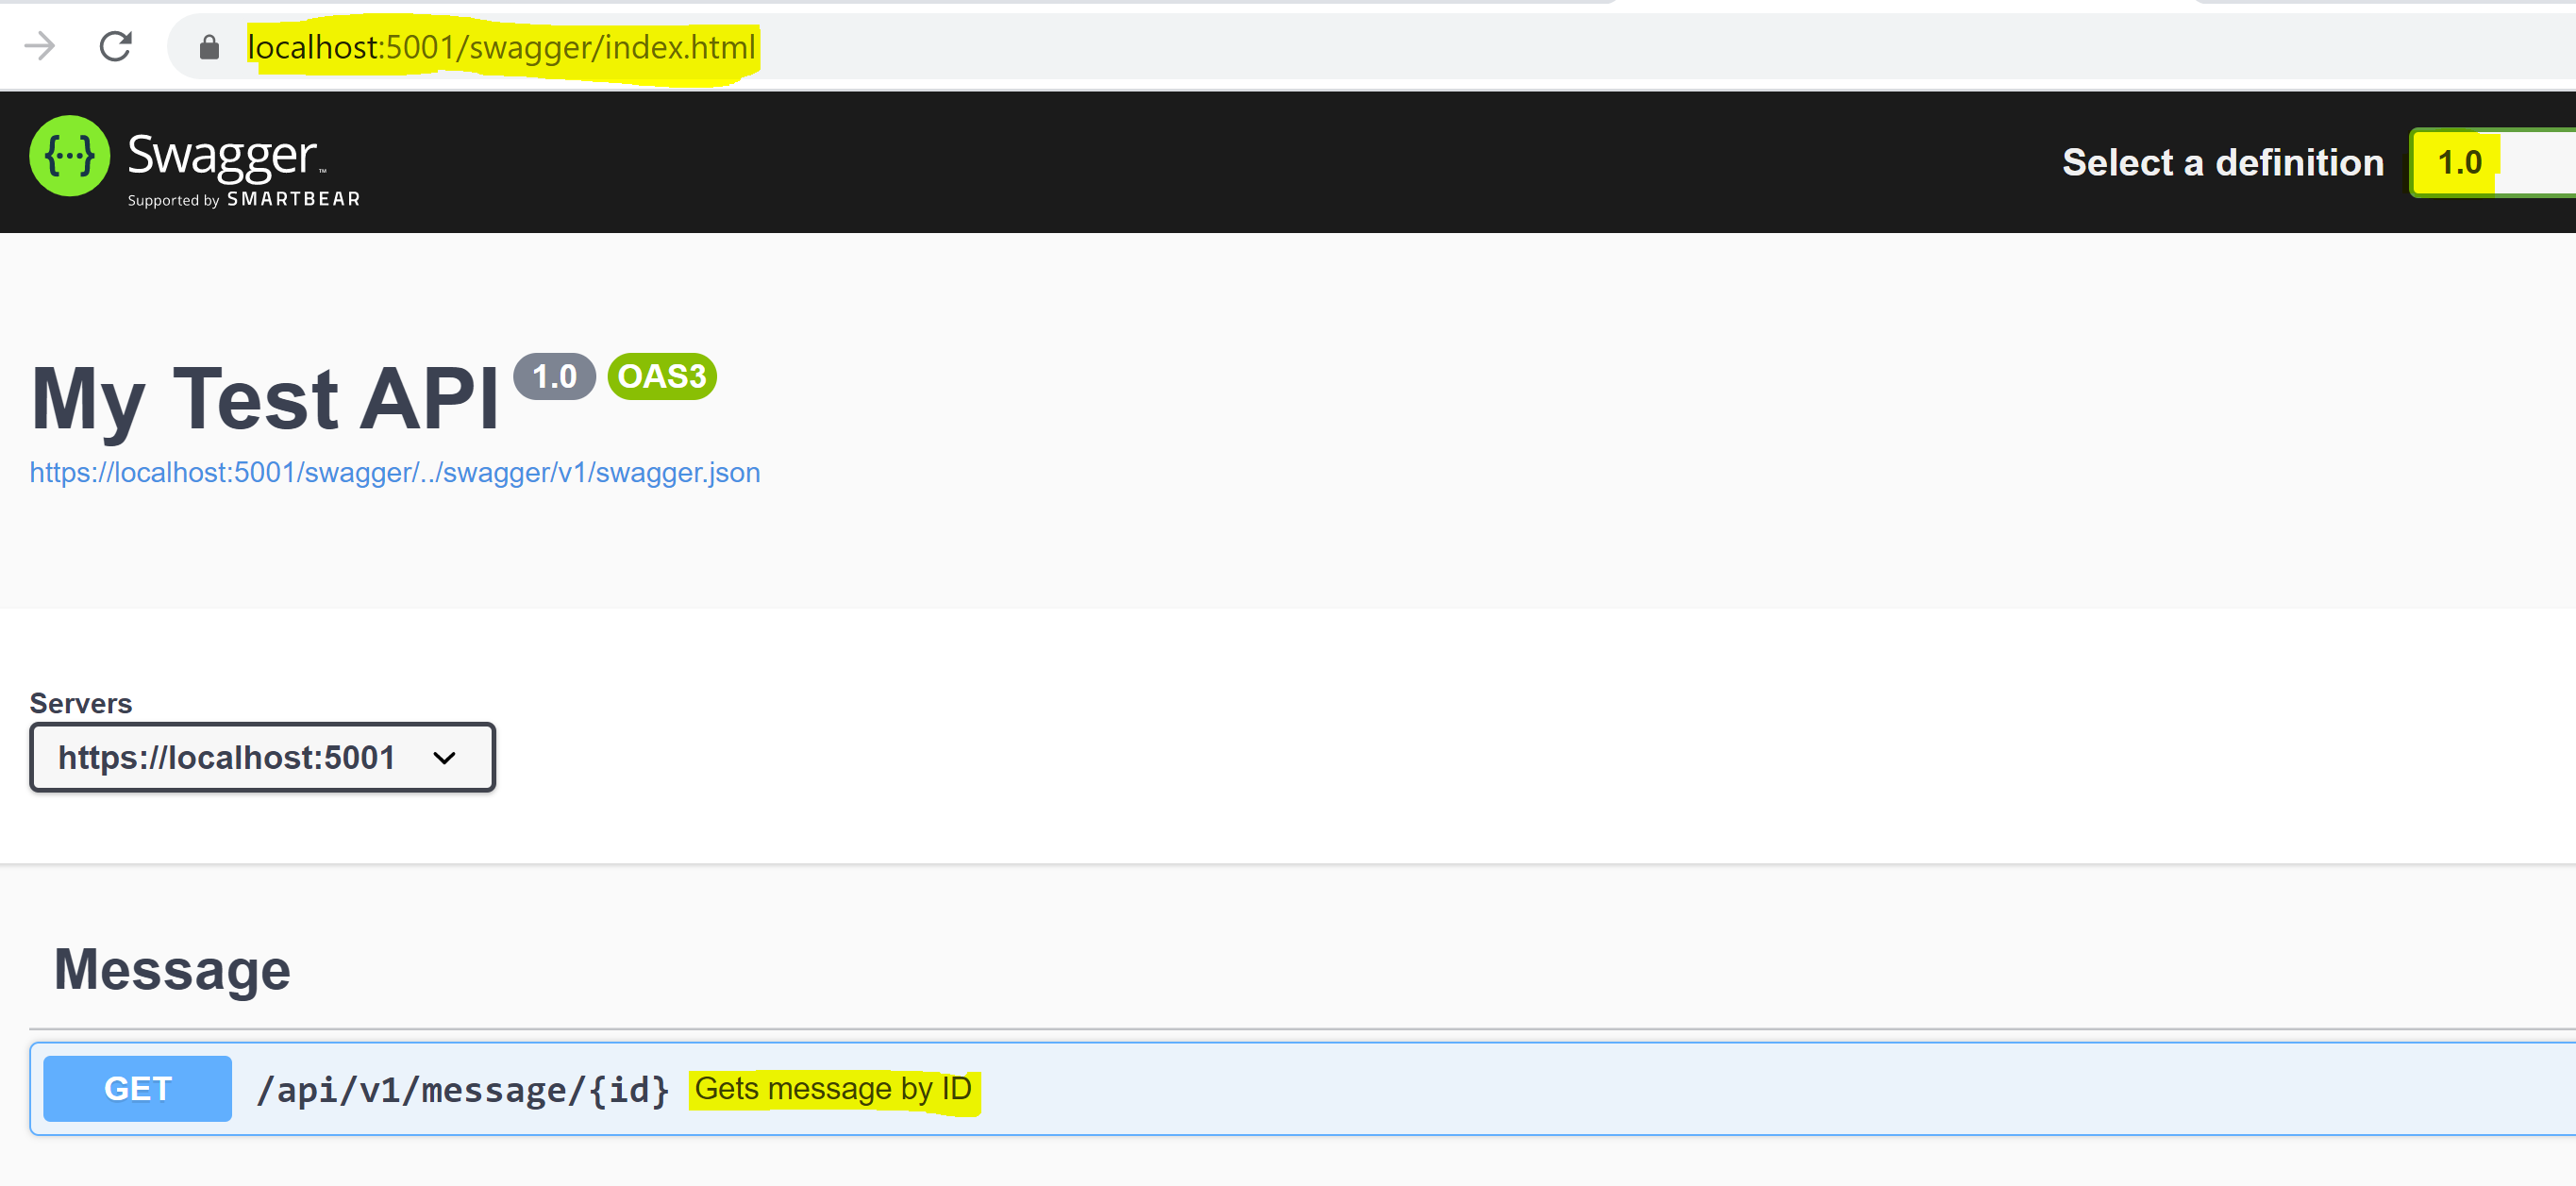 localhost:5001/swagger/index.html
{···} Swagger™
Supported by SMARTBEAR
Select a definition 1.0
My Test API 1.0 OAS3
https://localhost:5001/swagger/../swagger/v1/swagger.json
Servers
https://localhost:5001
Message
GET /api/v1/message/{id} Gets message by ID